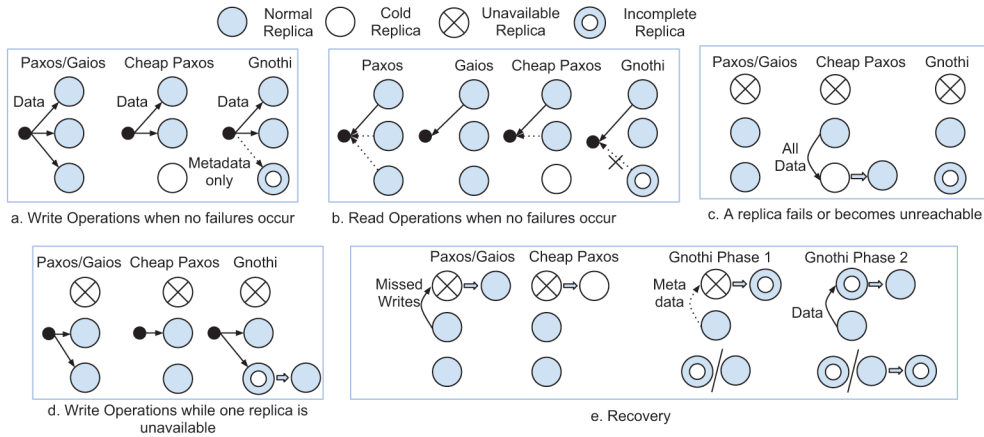 Normal Replica
Cold Replica
Unavailable Replica
Incomplete Replica
Paxos/Gaios Cheap Paxos Gnothi
Data Data Data
Metadata only
a. Write Operations when no failures occur
Paxos Gaios Cheap Paxos Gnothi
b. Read Operations when no failures occur
Paxos/Gaios Cheap Paxos Gnothi
All
Data
c. A replica fails or becomes unreachable
Paxos/Gaios Cheap Paxos Gnothi
d. Write Operations while one replica is
unavailable
Paxos/Gaios Cheap Paxos Gnothi Phase 1 Gnothi Phase 2
Missed
Writes
Meta
data
Data
e. Recovery